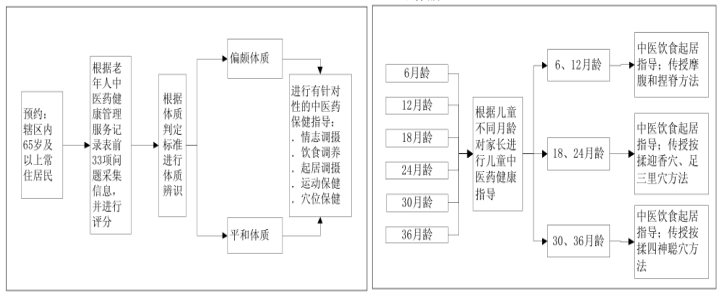 预约:
辖区内
65岁及
以上常
住居民
根据老
年人中
医药健
康管理
服务记
录表前
33项问
题采集
信息,
并进行
评分
根据
体质
判定
标准
进行
体质
辨识
偏颇体质
平和体质
进行有针对
性的中医药
保健指导:
. 情志调摄
. 饮食调养
. 起居调摄
. 运动保健
. 穴位保健
6月龄
12月龄
18月龄
24月龄
30月龄
36月龄
根据儿童
不同月龄
对家长进
行儿童中
医药健康
指导
6、12月龄
18、24月龄
30、36月龄
中医饮食起居
指导; 传授摩
腹和捏脊方法
中医饮食起居
指导; 传授按
揉迎香穴、足
三里穴方法
中医饮食起居
指导; 传授按
揉四神聪穴方
法